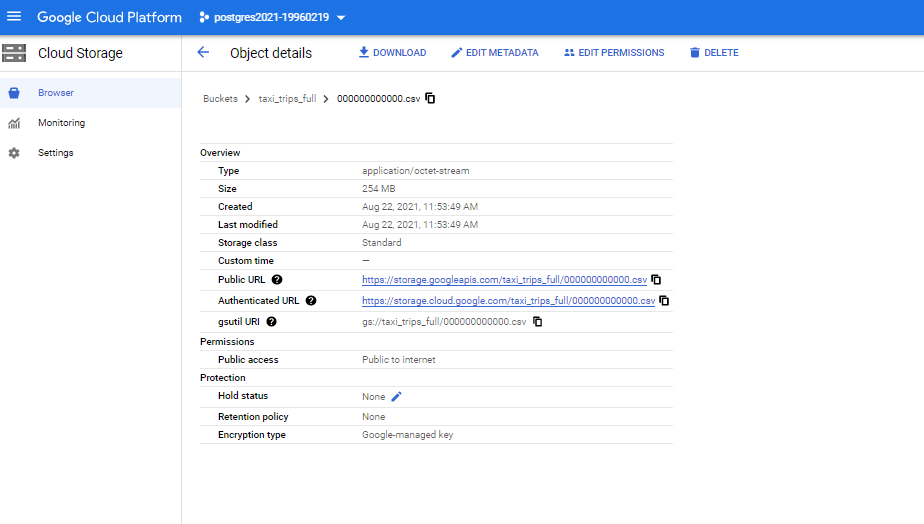 Google Cloud Platform postgres2021-19960219
Cloud Storage
Object details DOWNLOAD EDIT METADATA EDIT PERMISSIONS DELETE
Browser
Monitoring
Settings
Buckets > taxi_trips_full > 000000000000.csv
Overview
Type application/octet-stream
Size 254 MB
Created Aug 22, 2021, 11:53:49 AM
Last modified Aug 22, 2021, 11:53:49 AM
Storage class Standard
Custom time —
Public URL ? https://storage.googleapis.com/taxi_trips_full/000000000000.csv
Authenticated URL ? https://storage.cloud.google.com/taxi_trips_full/000000000000.csv
gsutil URI ? gs://taxi_trips_full/000000000000.csv
Permissions
Public access Public to internet
Protection
Hold status None
Retention policy None
Encryption type Google-managed key